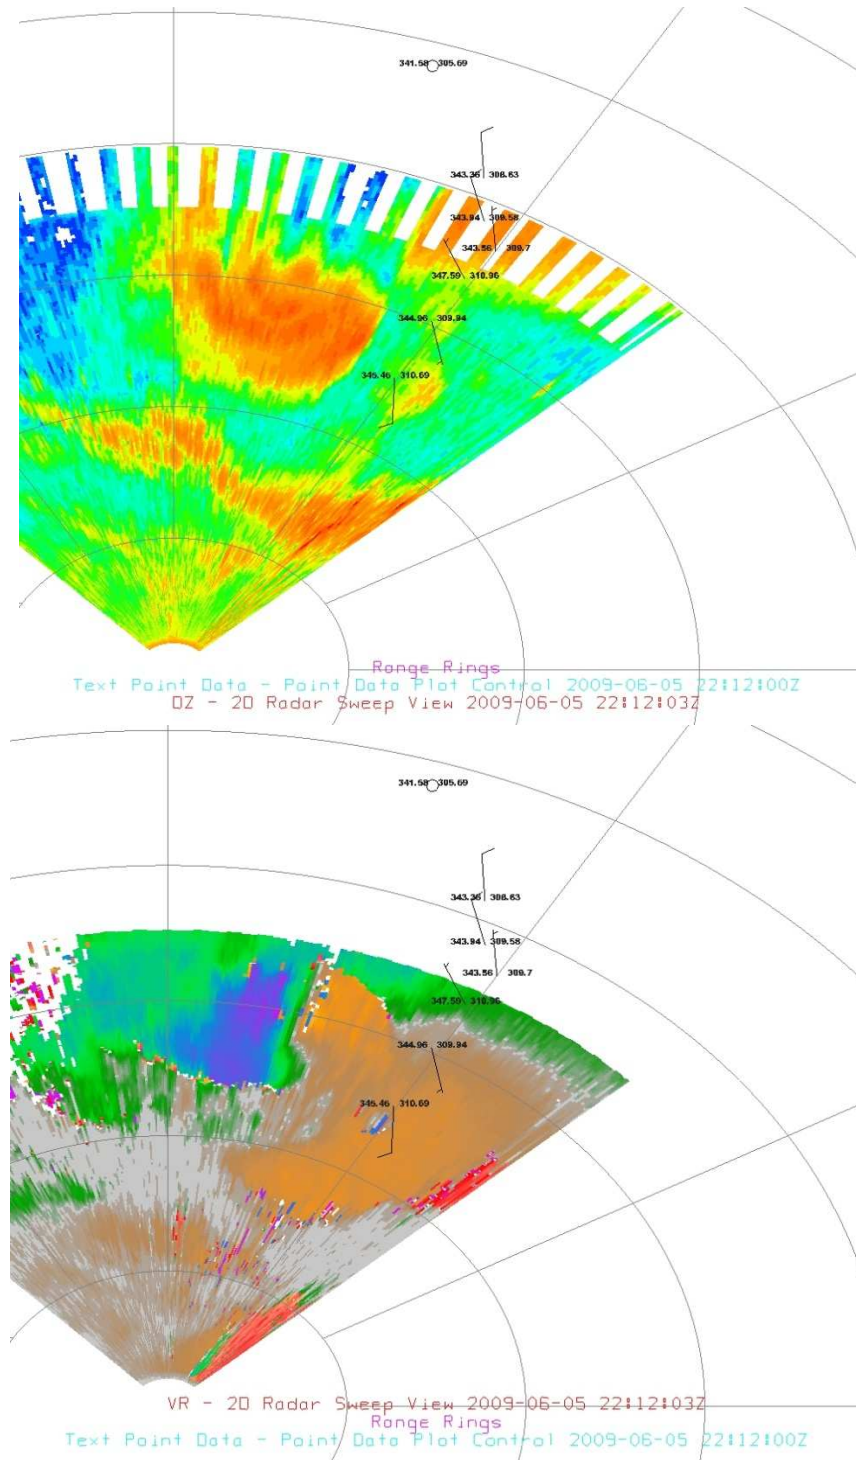 341.58 305.69
343.26 308.63
343.94 309.58
343.56 309.7
347.59 310.96
344.96 309.94
345.46 310.69
Range Rings
Text Point Data - Point Data Plot Control 2009-06-05 22:12:00Z
DZ - 2D Radar Sweep View 2009-06-05 22:12:03Z
341.58 305.69
343.26 308.63
343.94 309.58
343.56 309.7
347.59 310.96
344.96 309.94
345.46 310.69
VR - 2D Radar Sweep View 2009-06-05 22:12:03Z
Range Rings
Text Point Data - Point Data Plot Control 2009-06-05 22:12:00Z